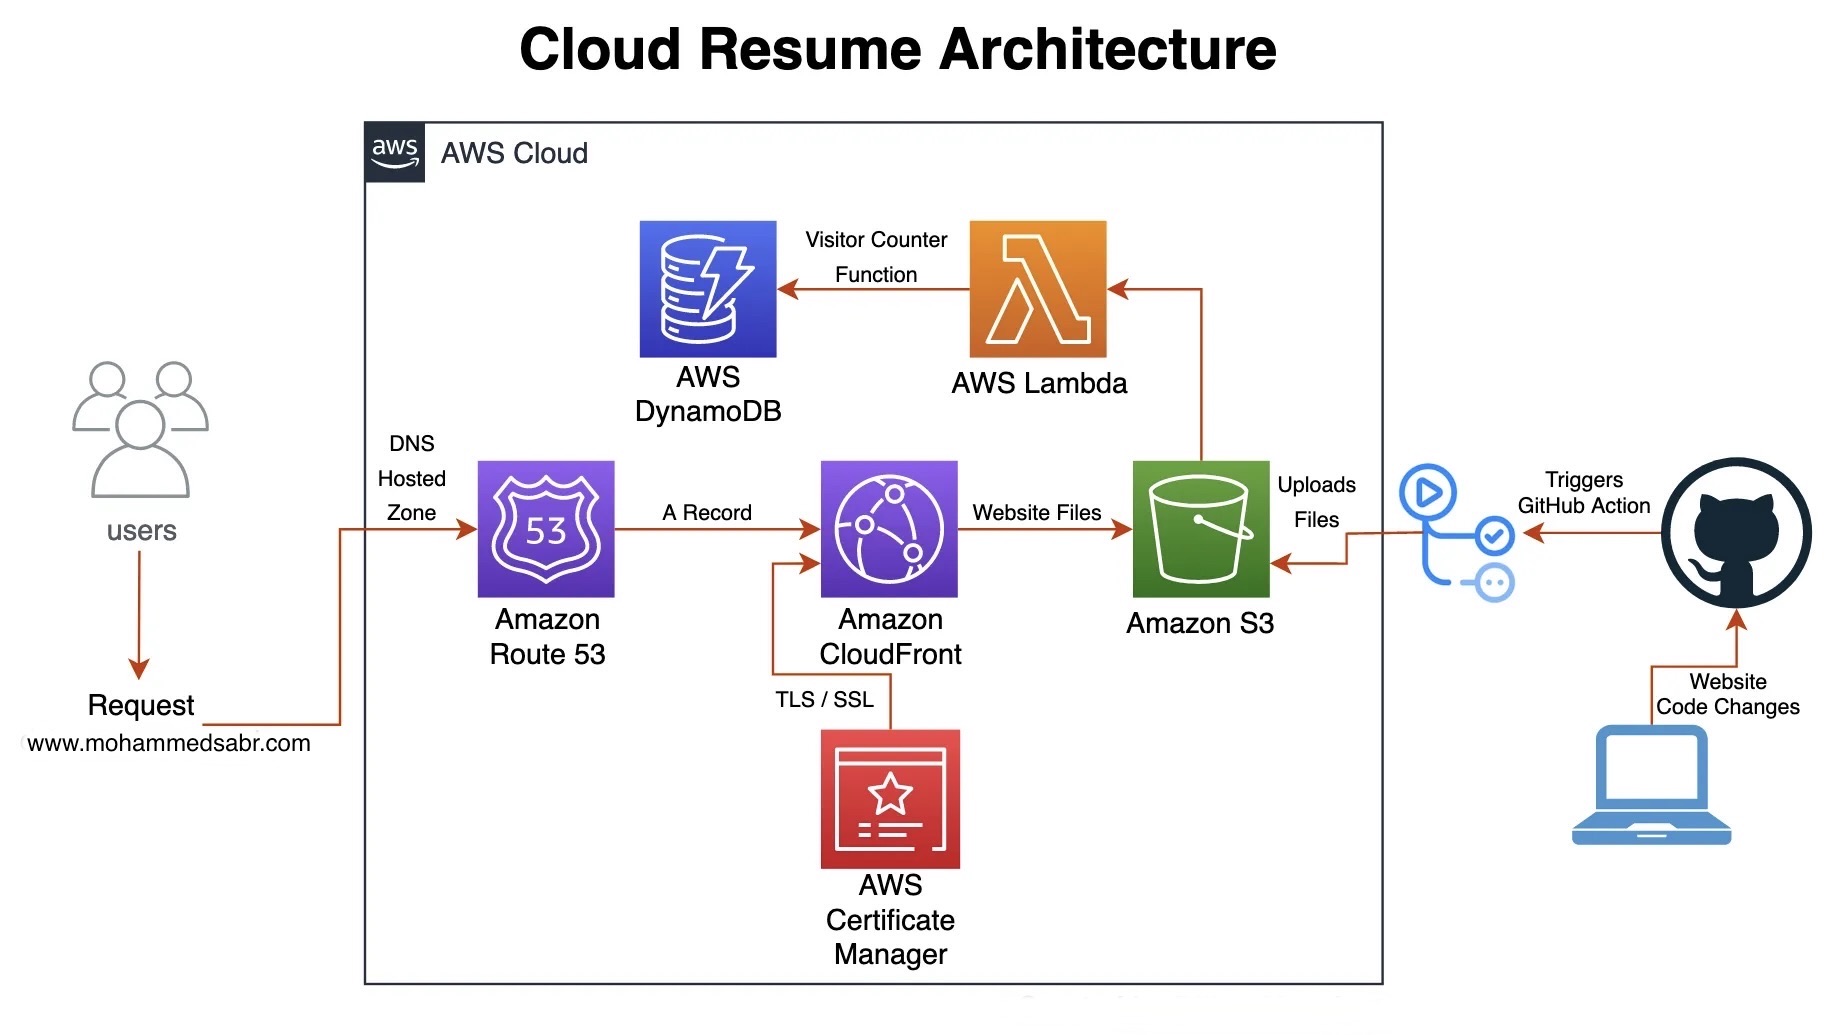 Cloud Resume Architecture
aws
AWS Cloud
Visitor Counter
Function
AWS
DynamoDB
AWS Lambda
users
DNS
Hosted
Zone
53
A Record
Website Files
Uploads
Files
Triggers
GitHub Action
Amazon
Route 53
Amazon
CloudFront
Amazon S3
TLS / SSL
Request
www.mohammedsabr.com
Website
Code Changes
AWS
Certificate
Manager